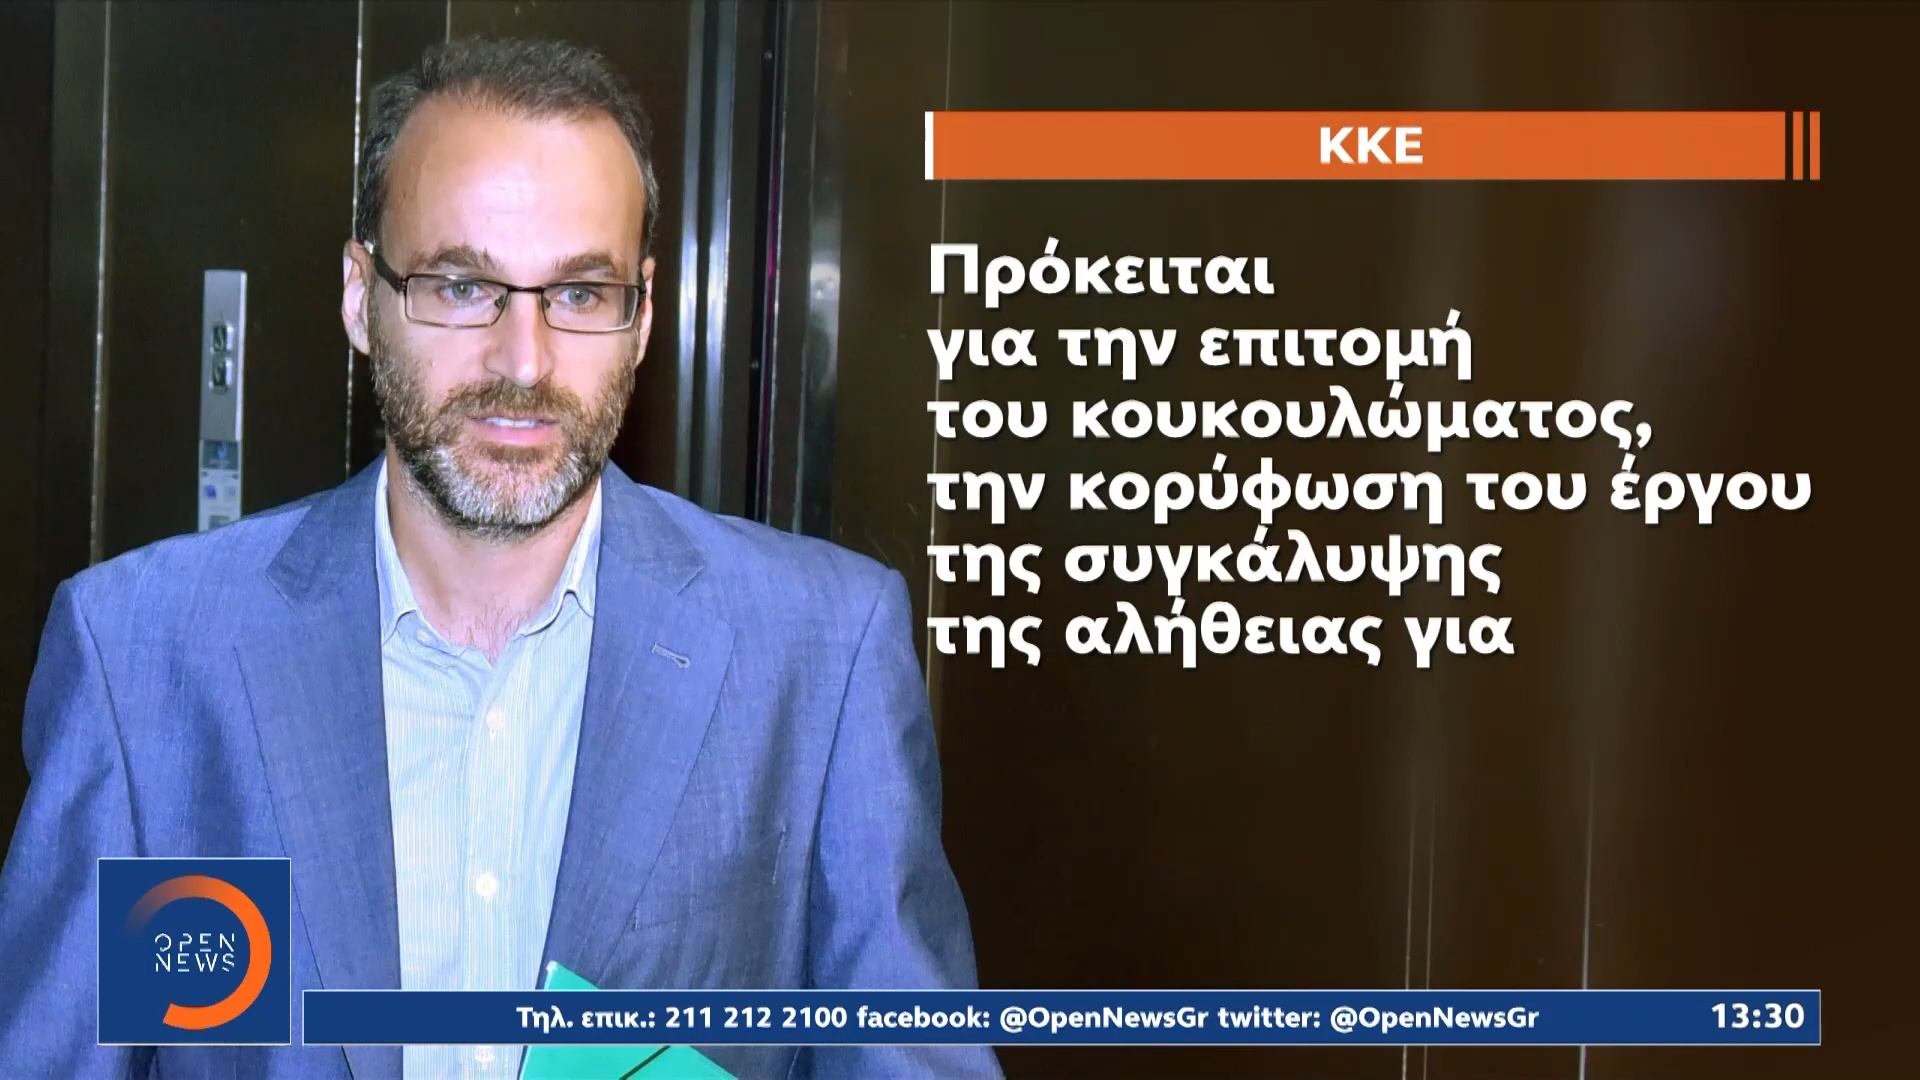 ΚΚΕ
Πρόκειται
για την επιτομή
του κουκουλώματος,
την κορύφωση του έργου
της συγκάλυψης
της αλήθειας για
OPEN
NEWS
Τηλ. επικ.: 211 212 2100 facebook: @OpenNewsGr twitter: @OpenNewsGr
13:30